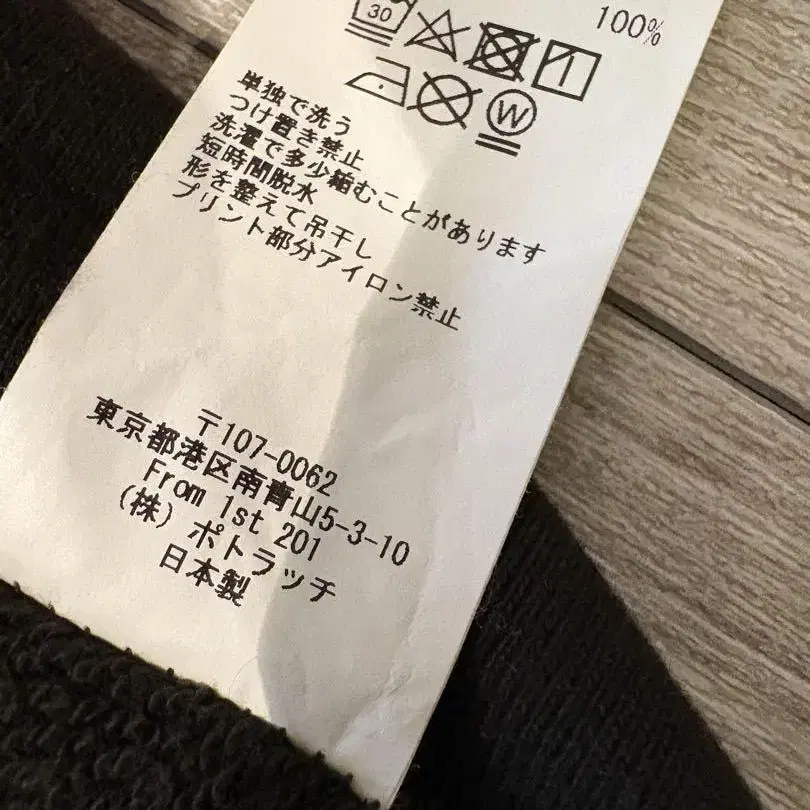 100%
30
W
単独で洗う
つけ置き禁止
洗濯で多少縮むことがあります
短時間脱水
形を整えて吊干し
プリント部分アイロン禁止
〒107-0062
東京都港区南青山5-3-10
From 1st 201
(株) ポトラッチ
日本製